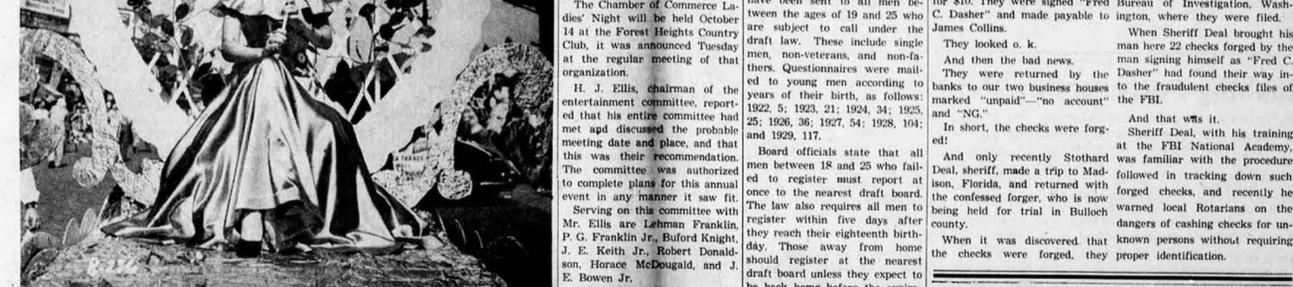 The Chamber of Commerce La-
dies' Night will be held October
14 at the Forest Heights Country
Club, it was announced Tuesday
at the regular meeting of that
organization.
H. J. Ellis, chairman of the
entertainment committee, report-
ed that his entire committee had
met and discussed the probable
meeting date and place, and that
this was their recommendation.
The committee was authorized
to complete plans for this annual
event in any manner it saw fit.
Serving on this committee with
Mr. Ellis are Lehman Franklin,
P. G. Franklin Jr., Buford Knight,
J. E. Keith Jr., Robert Donald-
son, Horace McDougald, and J.
E. Bowen Jr.
have been sent to all men be-
tween the ages of 19 and 25 who
are subject to call under the
draft law. These include single
men, non-veterans, and non-fa-
thers. Questionnaires were mail-
ed to young men according to
years of their birth, as follows:
1922, 5; 1923, 21; 1924, 34; 1925,
25; 1926, 36; 1927, 54; 1928, 104;
and 1929, 117.
Board officials state that all
men between 18 and 25 who fail-
ed to register must report at
once to the nearest draft board.
The law also requires all men to
register within five days after
they reach their eighteenth birth-
day. Those away from home
should register at the nearest
draft board unless they expect to
for $10. They were signed "Fred
C. Dasher" and made payable to
James Collins.
They looked o. k.
And then the bad news.
They were returned by the
banks to our two business houses
marked "unpaid"—"no account"
and "NG."
In short, the checks were forg-
ed!
And only recently Stothard
Deal, sheriff, made a trip to Mad-
ison, Florida, and returned with
the confessed forger, who is now
being held for trial in Bulloch
county.
When it was discovered that
the checks were forged, they
Bureau of Investigation, Wash-
ington, where they were filed.
When Sheriff Deal brought his
man here 22 checks forged by the
man signing himself as "Fred C.
Dasher" had found their way in-
to the fraudulent checks files of
the FBI.
And that was it.
Sheriff Deal, with his training
at the FBI National Academy,
was familiar with the procedure
followed in tracking down such
forged checks, and recently he
warned local Rotarians on the
dangers of cashing checks for un-
known persons without requiring
proper identification.